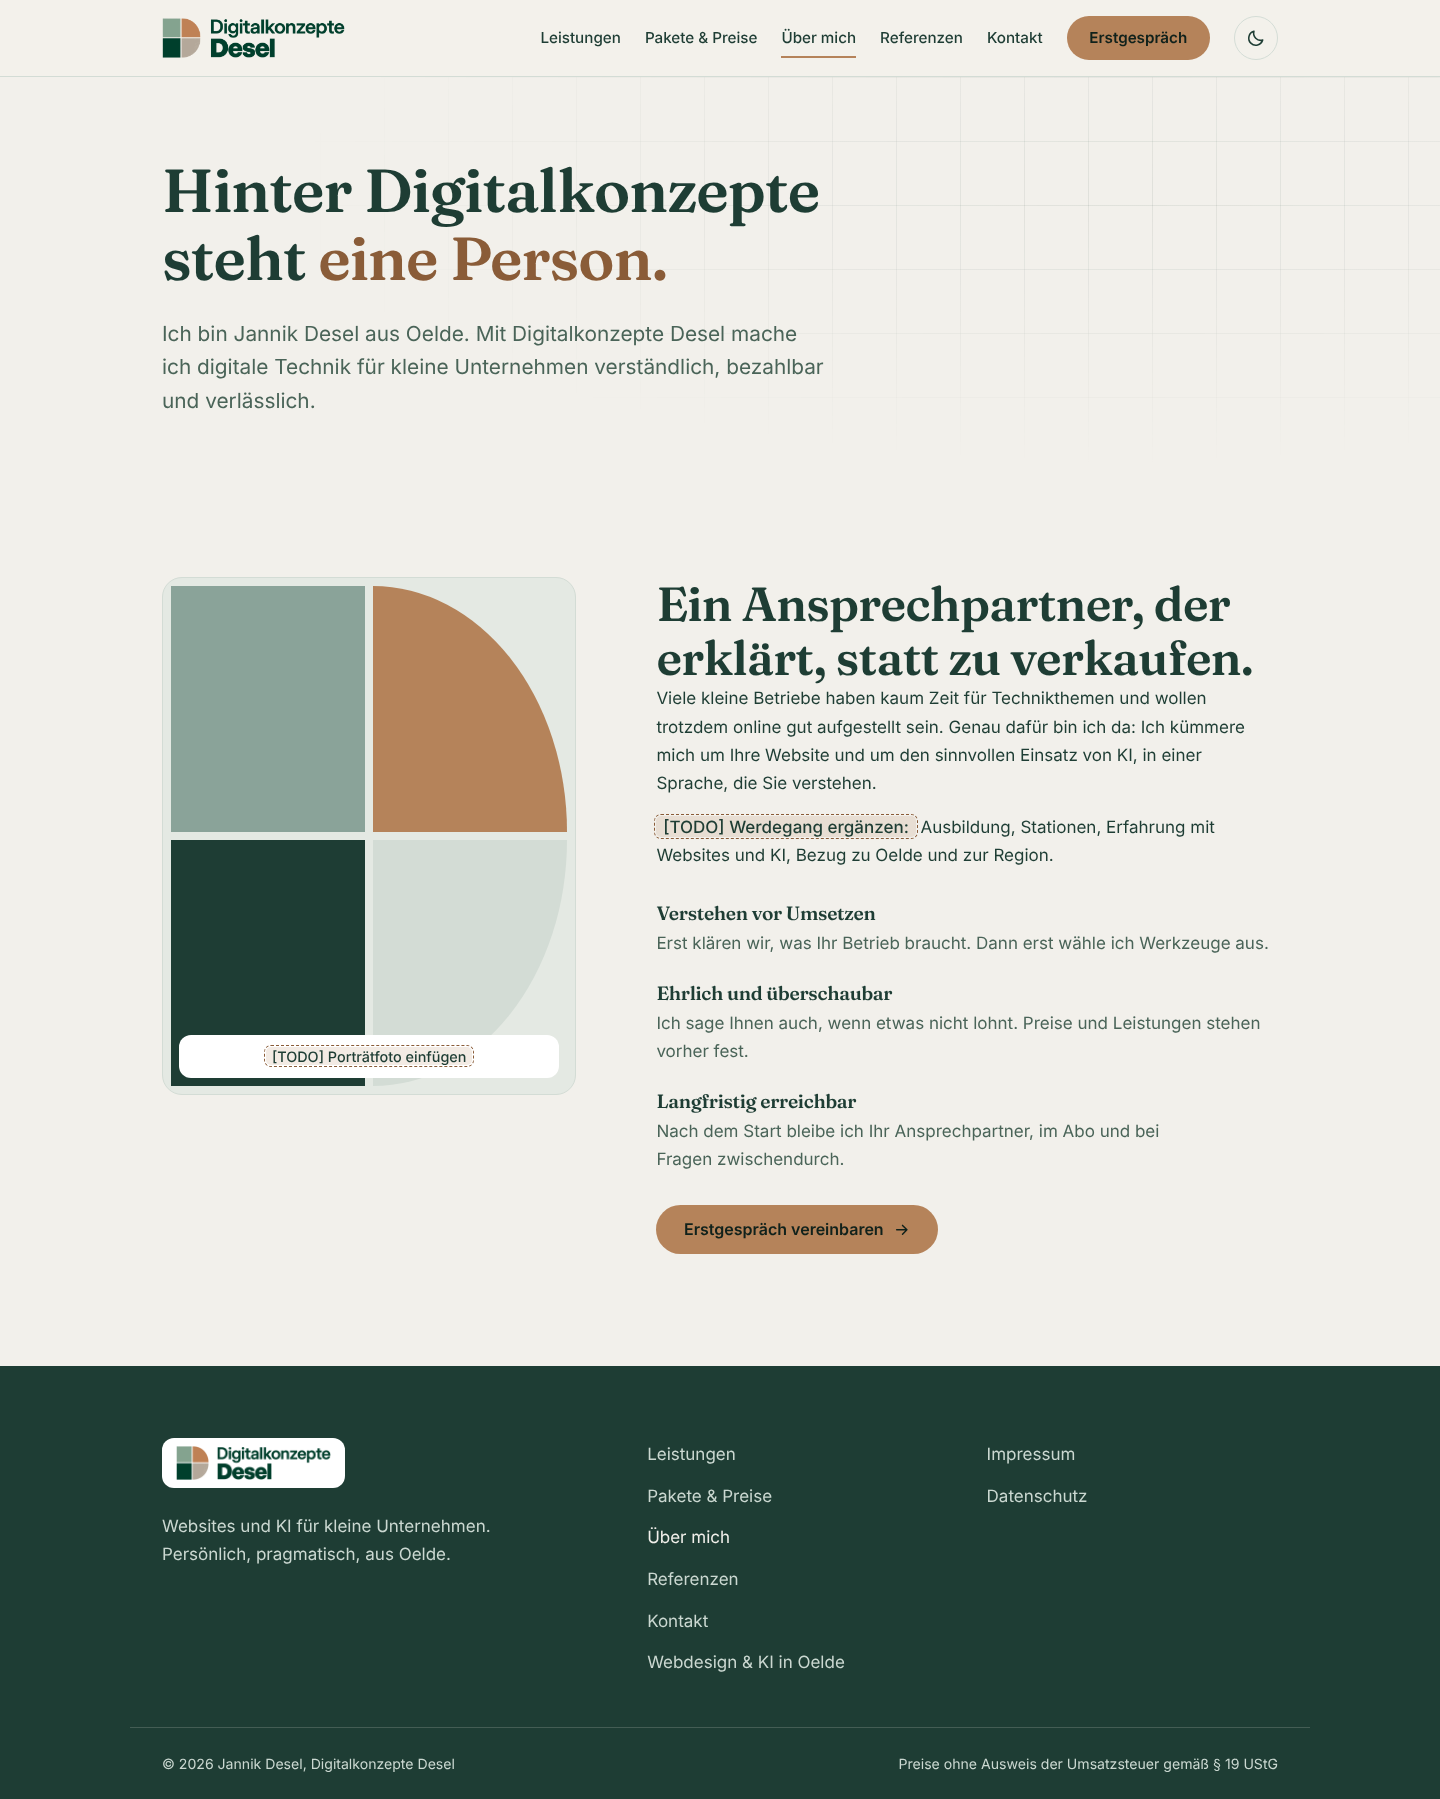 Digitalkonzepte
Desel
Leistungen
Pakete & Preise
Über mich
Referenzen
Kontakt
Erstgespräch
Hinter Digitalkonzepte
steht eine Person.
Ich bin Jannik Desel aus Oelde. Mit Digitalkonzepte Desel mache
ich digitale Technik für kleine Unternehmen verständlich, bezahlbar
und verlässlich.
[TODO] Porträtfoto einfügen
Ein Ansprechpartner, der
erklärt, statt zu verkaufen.
Viele kleine Betriebe haben kaum Zeit für Technikthemen und wollen
trotzdem online gut aufgestellt sein. Genau dafür bin ich da: Ich kümmere
mich um Ihre Website und um den sinnvollen Einsatz von KI, in einer
Sprache, die Sie verstehen.
[TODO] Werdegang ergänzen: Ausbildung, Stationen, Erfahrung mit
Websites und KI, Bezug zu Oelde und zur Region.
Verstehen vor Umsetzen
Erst klären wir, was Ihr Betrieb braucht. Dann erst wähle ich Werkzeuge aus.
Ehrlich und überschaubar
Ich sage Ihnen auch, wenn etwas nicht lohnt. Preise und Leistungen stehen
vorher fest.
Langfristig erreichbar
Nach dem Start bleibe ich Ihr Ansprechpartner, im Abo und bei
Fragen zwischendurch.
Erstgespräch vereinbaren →
Digitalkonzepte
Desel
Websites und KI für kleine Unternehmen.
Persönlich, pragmatisch, aus Oelde.
Leistungen
Pakete & Preise
Über mich
Referenzen
Kontakt
Webdesign & KI in Oelde
Impressum
Datenschutz
© 2026 Jannik Desel, Digitalkonzepte Desel
Preise ohne Ausweis der Umsatzsteuer gemäß § 19 UStG